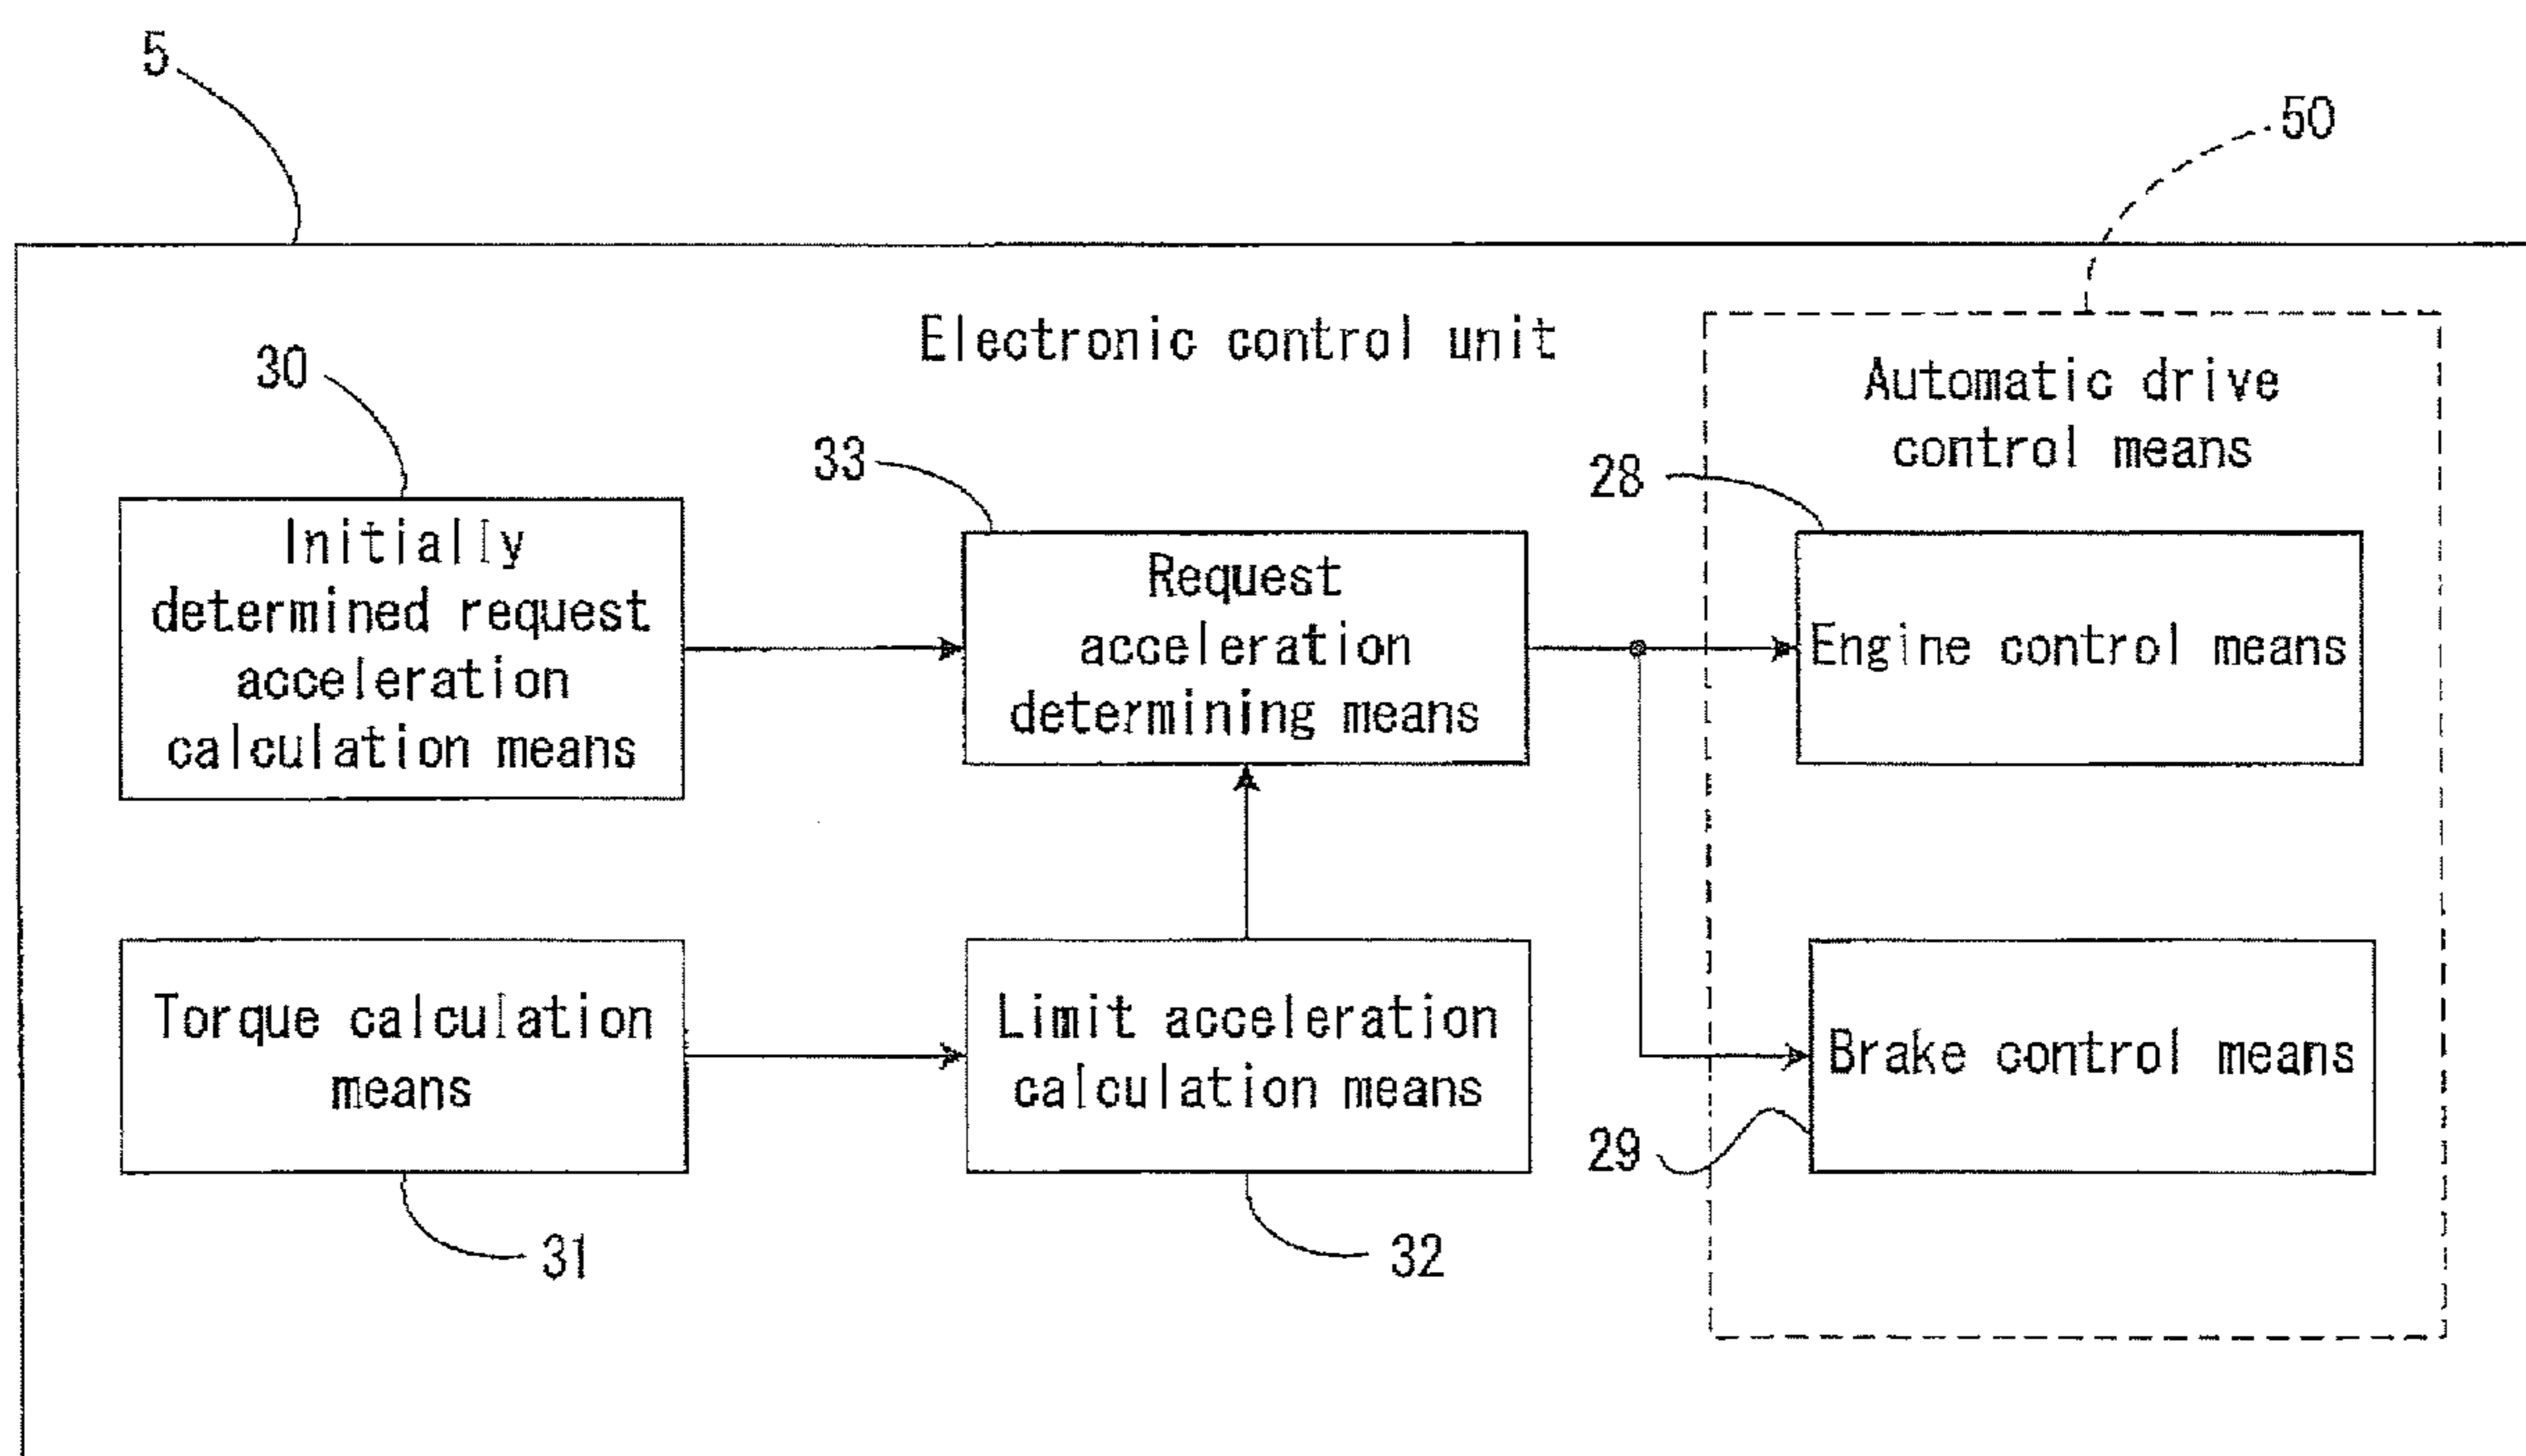 5
50
Electronic control unit
30
Automatic drive
control means
33
28
Initially
determined request
acceleration
calculation means
Request
acceleration
determining means
Engine control means
Torque calculation
means
Limit acceleration
calculation means
Brake control means
29
31
32